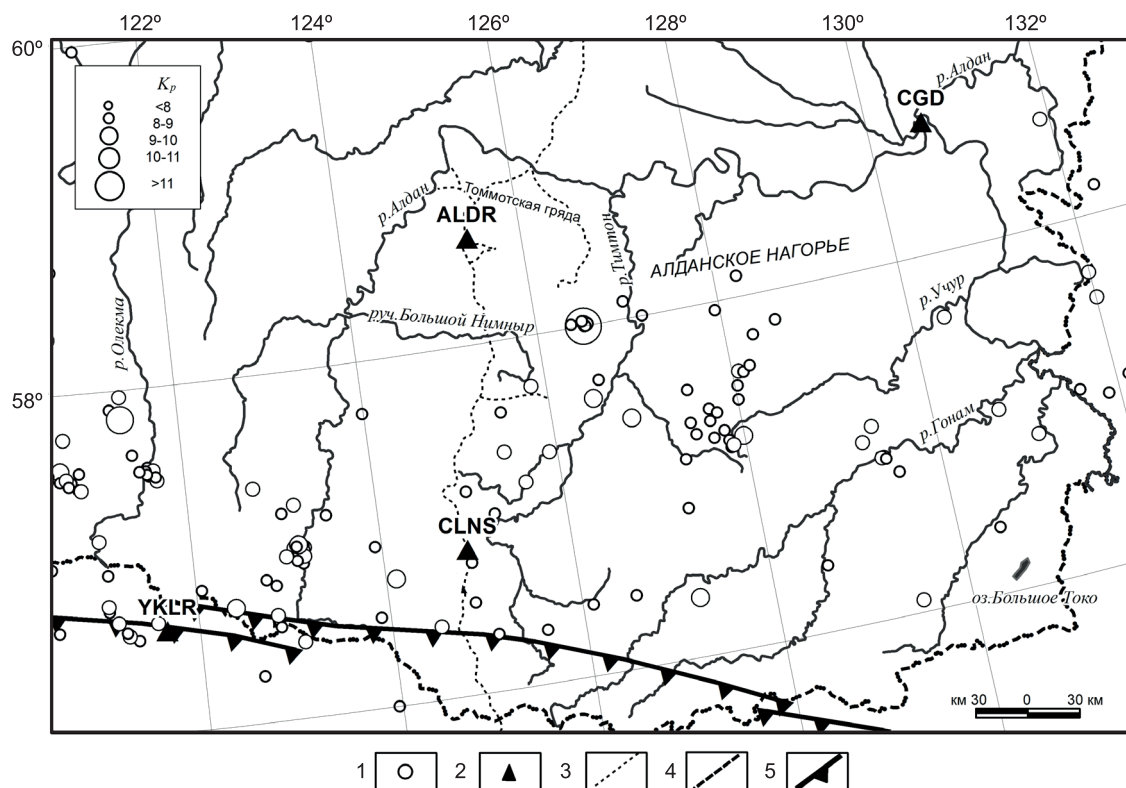 122º 124º 126º 128º 130º 132º
60º
58º
Kp
<8
8-9
9-10
10-11
>11
CGD
р.Алдан
р.Алдан
Томмотская гряда
ALDR
р.Тимптон
АЛДАНСКОЕ НАГОРЬЕ
р.Олекма
руч.Большой Нимныр
р.Учур
р.Гонам
CLNS
YKLR
оз.Большое Токо
км 30 0 30 км
1 2 3 4 5